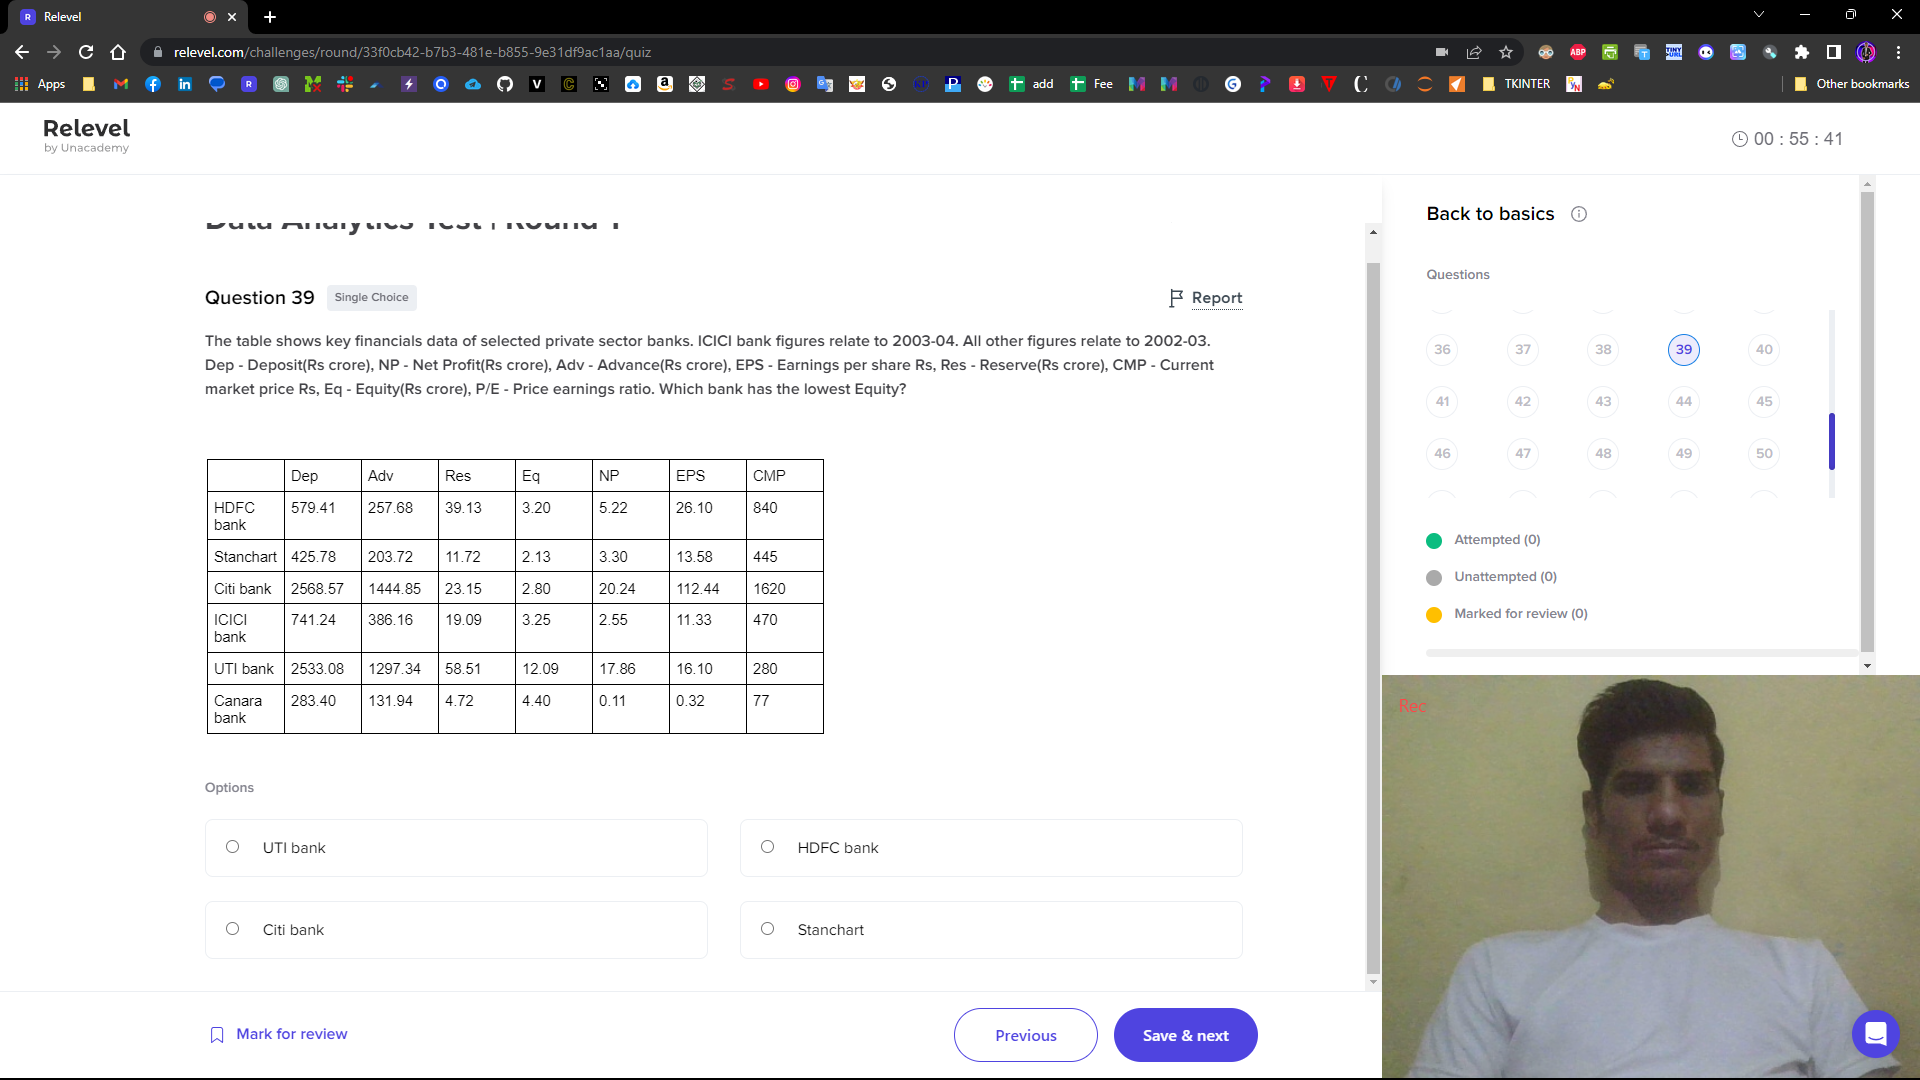 Relevel
relevel.com/challenges/round/33f0cb42-b7b3-481e-b855-9e31df9ac1aa/quiz
Apps
add
Fee
TKINTER
Other bookmarks
Relevel
by Unacademy
00 : 55 : 41
Data Analytics Test | Round 1
Question 39
Single Choice
Report
The table shows key financials data of selected private sector banks. ICICI bank figures relate to 2003-04. All other figures relate to 2002-03.
Dep - Deposit(Rs crore), NP - Net Profit(Rs crore), Adv - Advance(Rs crore), EPS - Earnings per share Rs, Res - Reserve(Rs crore), CMP - Current
market price Rs, Eq - Equity(Rs crore), P/E - Price earnings ratio. Which bank has the lowest Equity?
Dep Adv Res Eq NP EPS CMP
HDFC bank 579.41 257.68 39.13 3.20 5.22 26.10 840
Stanchart 425.78 203.72 11.72 2.13 3.30 13.58 445
Citi bank 2568.57 1444.85 23.15 2.80 20.24 112.44 1620
ICICI bank 741.24 386.16 19.09 3.25 2.55 11.33 470
UTI bank 2533.08 1297.34 58.51 12.09 17.86 16.10 280
Canara bank 283.40 131.94 4.72 4.40 0.11 0.32 77
Options
UTI bank
HDFC bank
Citi bank
Stanchart
Mark for review
Previous
Save & next
Back to basics
Questions
36 37 38 39 40
41 42 43 44 45
46 47 48 49 50
Attempted (0)
Unattempted (0)
Marked for review (0)
Rec